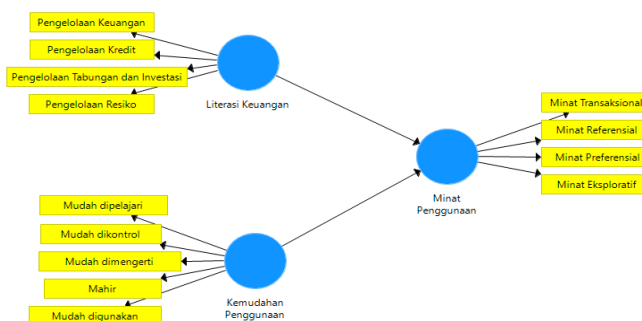 Pengelolaan Keuangan
Pengelolaan Kredit
Pengelolaan Tabungan dan Investasi
Pengelolaan Resiko
Literasi Keuangan
Minat Transaksional
Minat Referensial
Minat Preferensial
Minat Eksploratif
Minat
Penggunaan
Mudah dipelajari
Mudah dikontrol
Mudah dimengerti
Mahir
Mudah digunakan
Kemudahan
Penggunaan